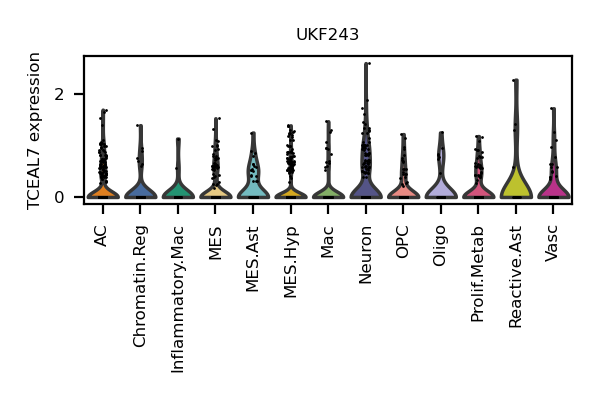 UKF243
TCEAL7 expression
2
0
AC
Chromatin.Reg
Inflammatory.Mac
MES
MES.Ast
MES.Hyp
Mac
Neuron
OPC
Oligo
Prolif.Metab
Reactive.Ast
Vasc